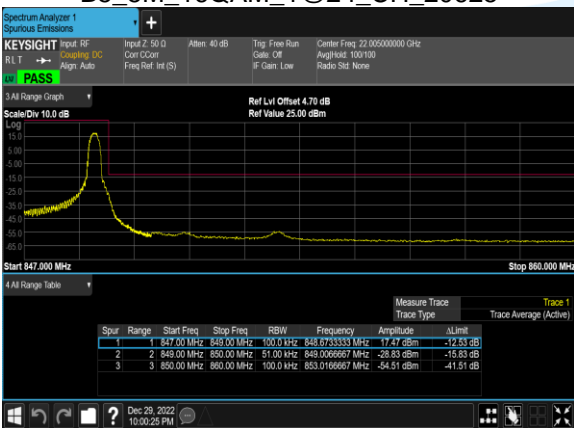 Spectrum Analyzer 1
Spurious Emissions
+
KEYSIGHT Input: RF Input Z: 50 Ω Atten: 40 dB Trig: Free Run Center Freq: 22.005000000 GHz
RLT Coupling: DC Corr CCorr Gate: Off Avg|Hold: 100/100
Align: Auto Freq Ref: Int (S) IF Gain: Low Radio Std: None
PASS
3 All Range Graph Ref Lvl Offset 4.70 dB
Scale/Div 10.0 dB Ref Value 25.00 dBm
Log
15.0
5.00
-5.00
-15.0
-25.0
-35.0
-45.0
-55.0
-65.0
Start 847.000 MHz Stop 860.000 MHz
4 All Range Table
Measure Trace Trace 1
Trace Type Trace Average (Active)
Spur Range Start Freq Stop Freq RBW Frequency Amplitude ΔLimit
1 1 847.00 MHz 849.00 MHz 100.0 kHz 848.6733333 MHz 17.47 dBm -12.53 dB
2 2 849.00 MHz 850.00 MHz 51.00 kHz 849.0066667 MHz -28.83 dBm -15.83 dB
3 3 850.00 MHz 860.00 MHz 100.0 kHz 853.0166667 MHz -54.51 dBm -41.51 dB
? Dec 29, 2022
10:00:25 PM